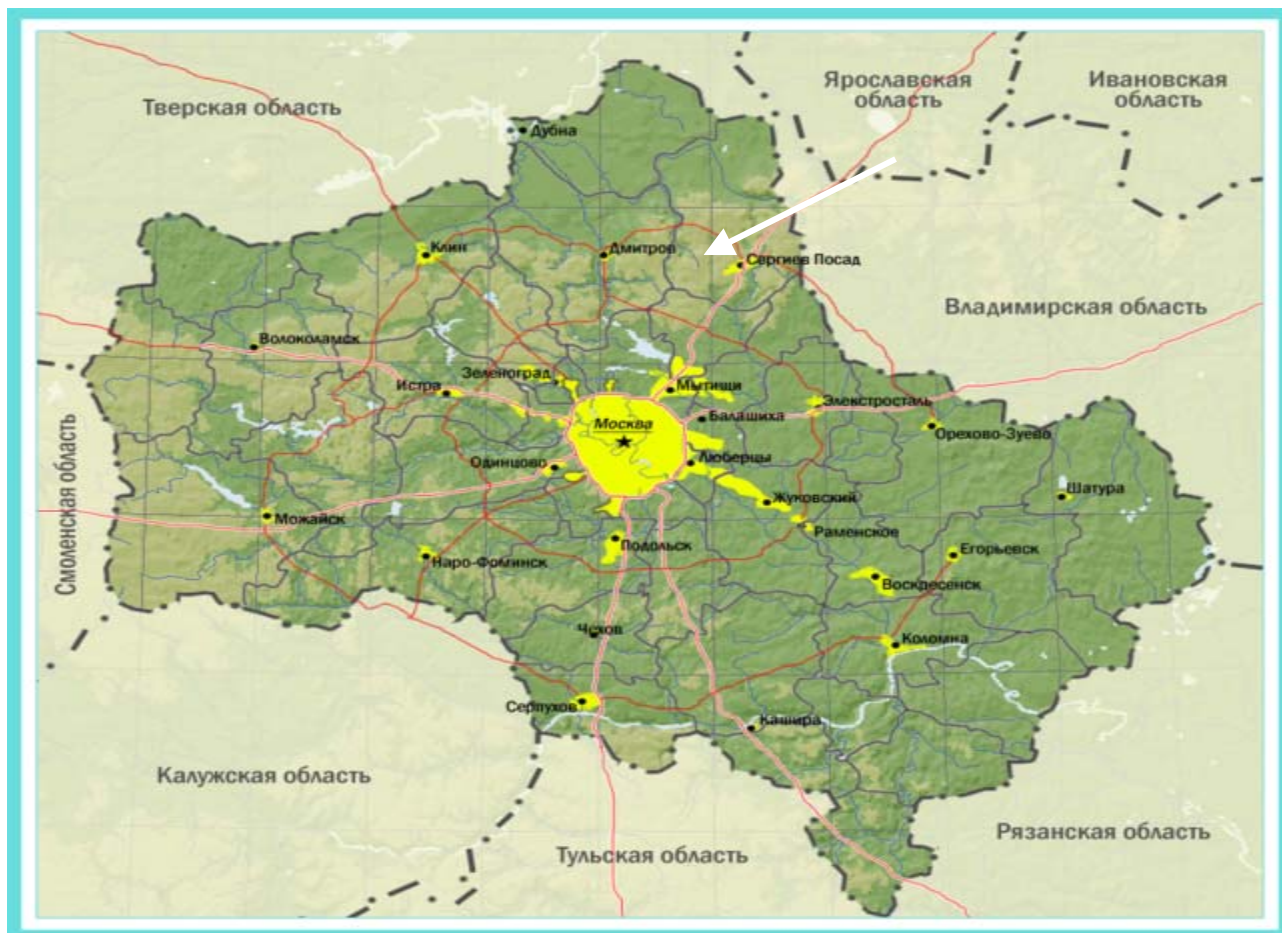 Ярославская
область
Ивановская
область
Тверская область
Дубна
Клин
Дмитров
Сергиев Посад
Владимирская область
Волоколамск
Зеленоград
Мытищи
Истра
Элекстросталь
Балашиха
Москва
Орехово-Зуево
Смоленская область
Одинцово
Люберцы
Шатура
Жуковский
Можайск
Раменское
Подольск
Егорьевск
Наро-Фоминск
Воскресенск
Чехов
Коломна
Серпухов
Кашира
Калужская область
Рязанская область
Тульская область